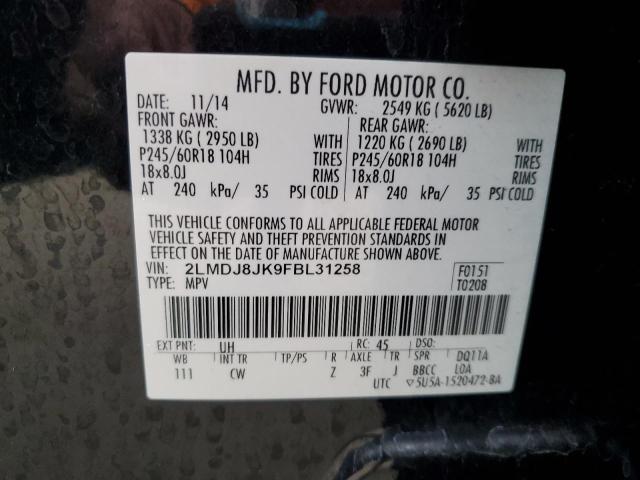 MFD. BY FORD MOTOR CO.
DATE: 11/14 GVWR: 2549 KG ( 5620 LB)
FRONT GAWR: REAR GAWR:
1338 KG ( 2950 LB) WITH 1220 KG ( 2690 LB) WITH
P245/60R18 104H TIRES P245/60R18 104H TIRES
18x8.0J RIMS 18x8.0J RIMS
AT 240 kPa/ 35 PSI COLD AT 240 kPa/ 35 PSI COLD
THIS VEHICLE CONFORMS TO ALL APPLICABLE FEDERAL MOTOR
VEHICLE SAFETY AND THEFT PREVENTION STANDARDS IN
EFFECT ON THE DATE OF MANUFACTURE SHOWN ABOVE.
VIN: 2LMDJ8JK9FBL31258 F0151
TYPE: MPV T0208
EXT PNT: UH RC: 45 DSO:
WB INT TR TP/PS R AXLE TR SPR DQ11A
111 CW Z 3F J BBCC LOA
UTC 5U5A-1520472-BA